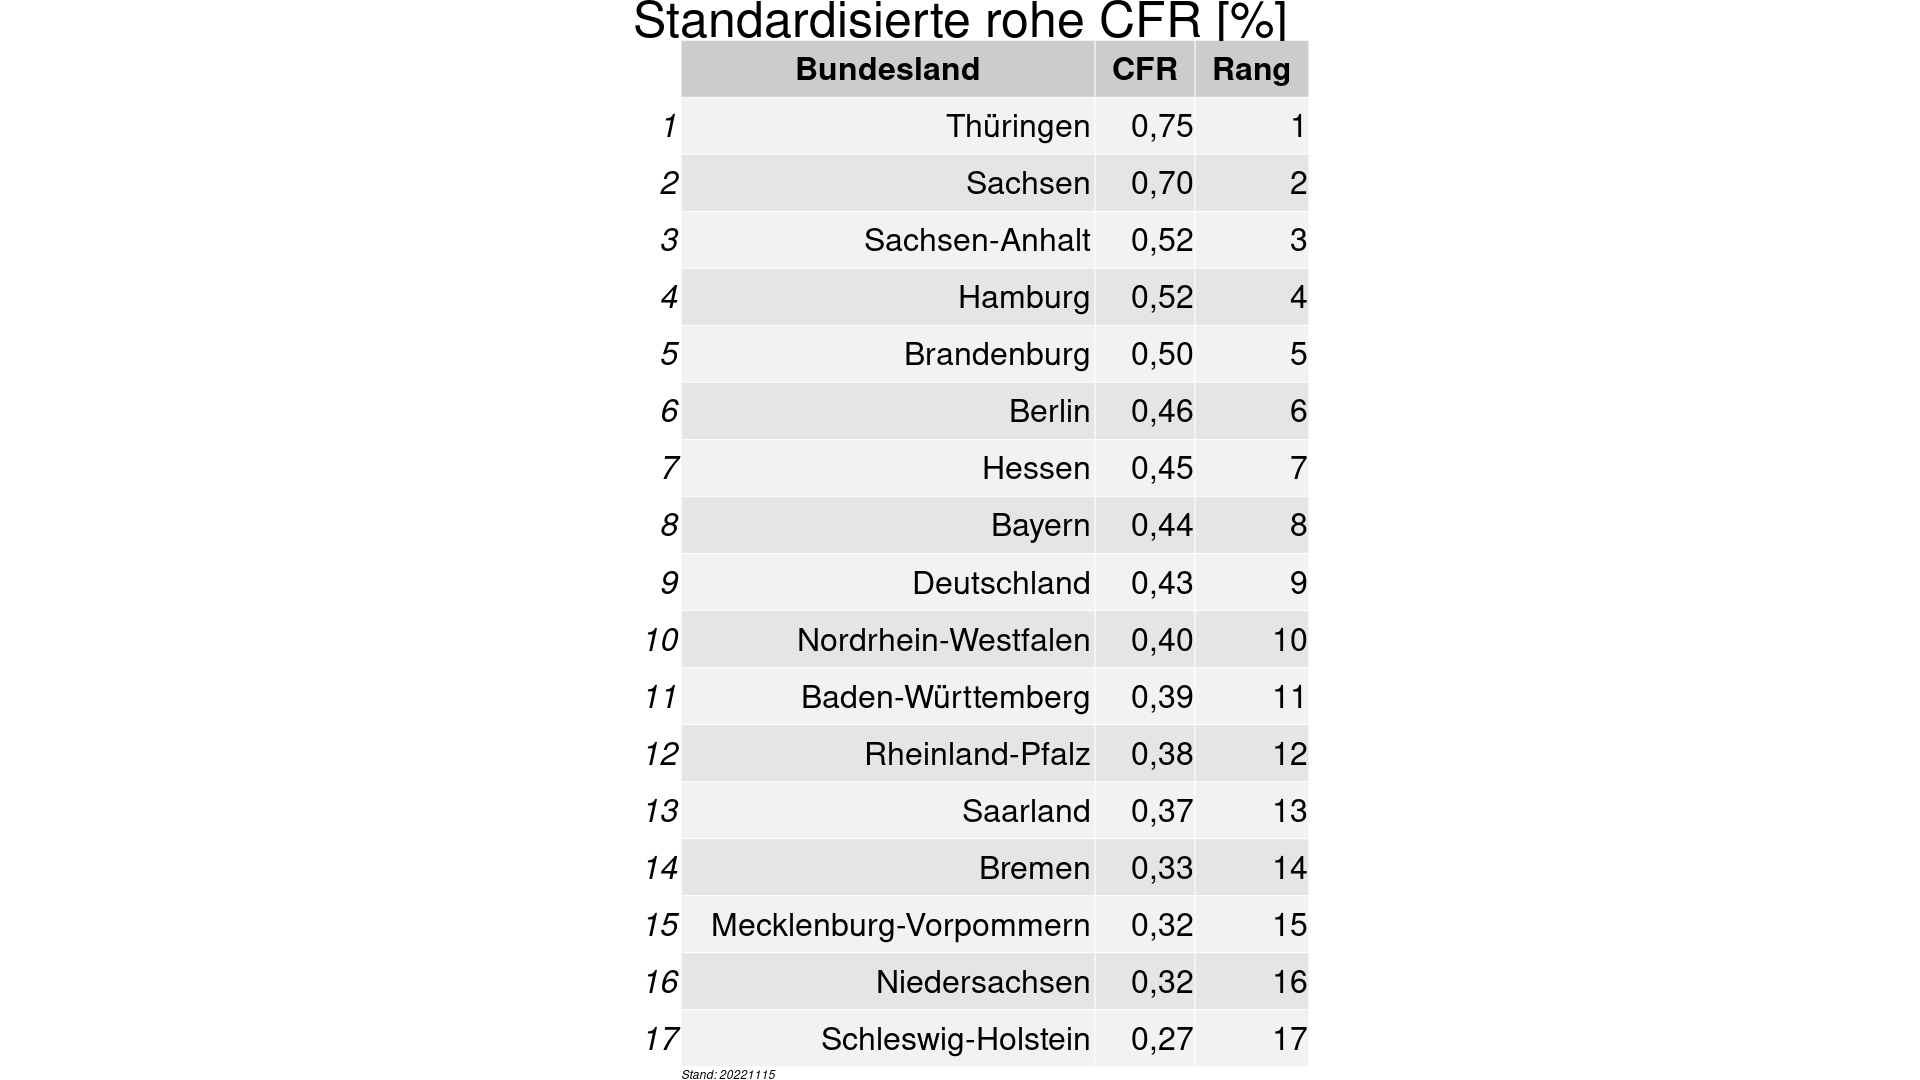 Standardisierte rohe CFR [%]
Bundesland CFR Rang
1 Thüringen 0,75 1
2 Sachsen 0,70 2
3 Sachsen-Anhalt 0,52 3
4 Hamburg 0,52 4
5 Brandenburg 0,50 5
6 Berlin 0,46 6
7 Hessen 0,45 7
8 Bayern 0,44 8
9 Deutschland 0,43 9
10 Nordrhein-Westfalen 0,40 10
11 Baden-Württemberg 0,39 11
12 Rheinland-Pfalz 0,38 12
13 Saarland 0,37 13
14 Bremen 0,33 14
15 Mecklenburg-Vorpommern 0,32 15
16 Niedersachsen 0,32 16
17 Schleswig-Holstein 0,27 17
Stand: 20221115